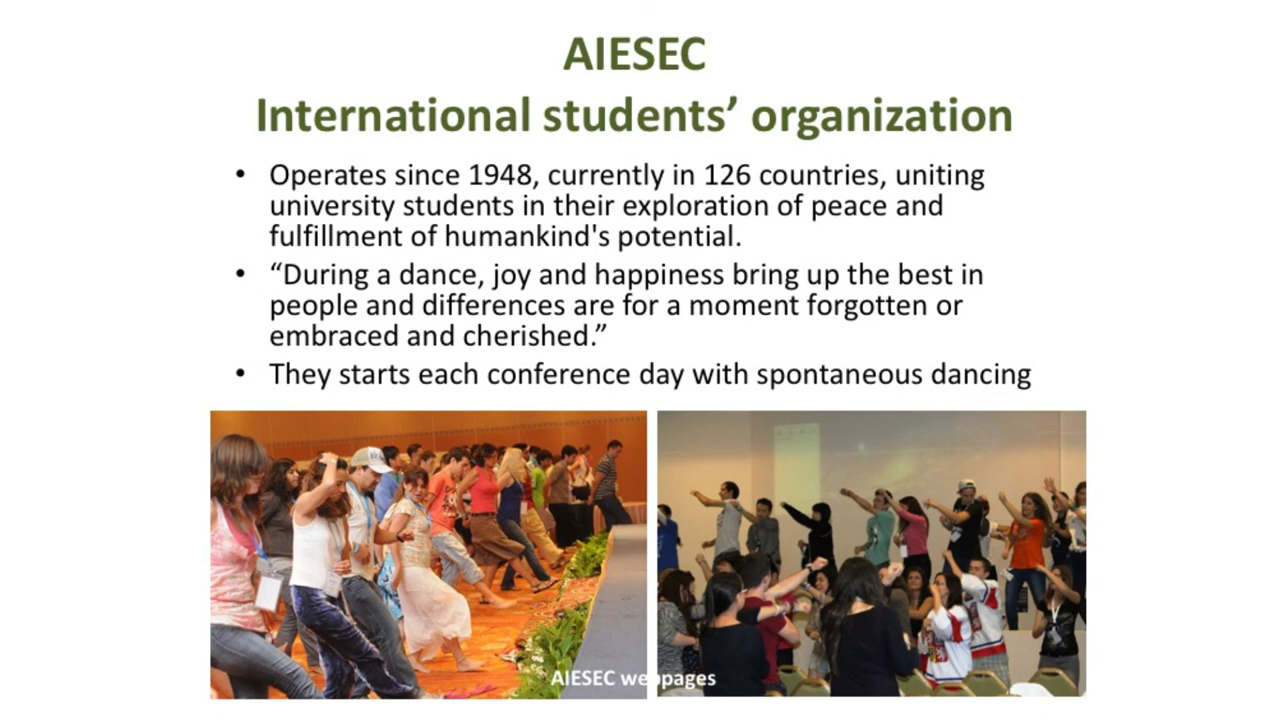 AIESEC
International students’ organization
• Operates since 1948, currently in 126 countries, uniting
university students in their exploration of peace and
fulfillment of humankind's potential.
• “During a dance, joy and happiness bring up the best in
people and differences are for a moment forgotten or
embraced and cherished.”
• They starts each conference day with spontaneous dancing
AIESEC webpages